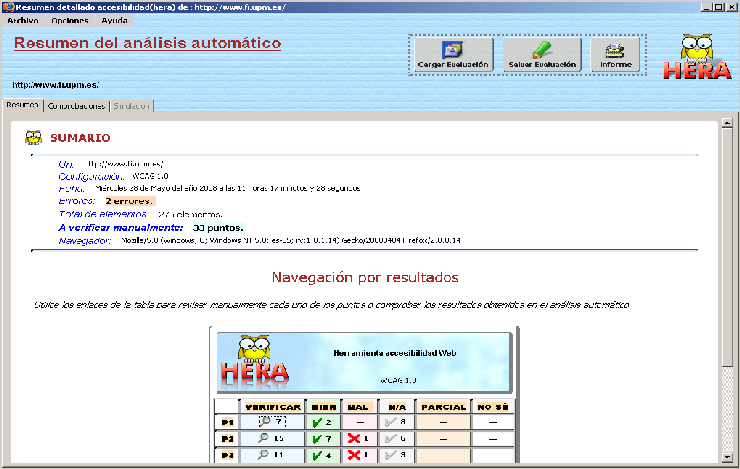 Resumen detallado accesibilidad(hera) de : http://www.fi.upm.es/
Archivo Opciones Ayuda
Resumen del análisis automático
Cargar Evaluación Salvar Evaluación Informe
HERA
http://www.fi.upm.es/
Resumen Comprobaciones Simulacion
SUMARIO
http://www.fi.upm.es/
Configuración: WCAG 1.0
Fecha: Miércoles 28 de Mayo del año 2008 a las 11 horas 17 minutos y 28 segundos
Errores: 2 errores.
Total de elementos: elementos.
A verificar manualmente: 33 puntos.
Navegador: Mozilla/5.0 (Windows; U; Windows NT 5.0; es-ES; rv:1.8.1.14) Gecko/20080404 Firefox/2.0.0.14
Navegación por resultados
Utilice los enlaces de la tabla para revisar manualmente cada uno de los puntos o comprobar los resultados obtenidos en el análisis automático
HERA
Herramienta accesibilidad Web
WCAG 1.0
VERIFICAR BIEN MAL N/A PARCIAL NO SÉ
P1 7 2 — 8 — —
P2 15 7 1 6 — —
P3 11 4 1 3 — —